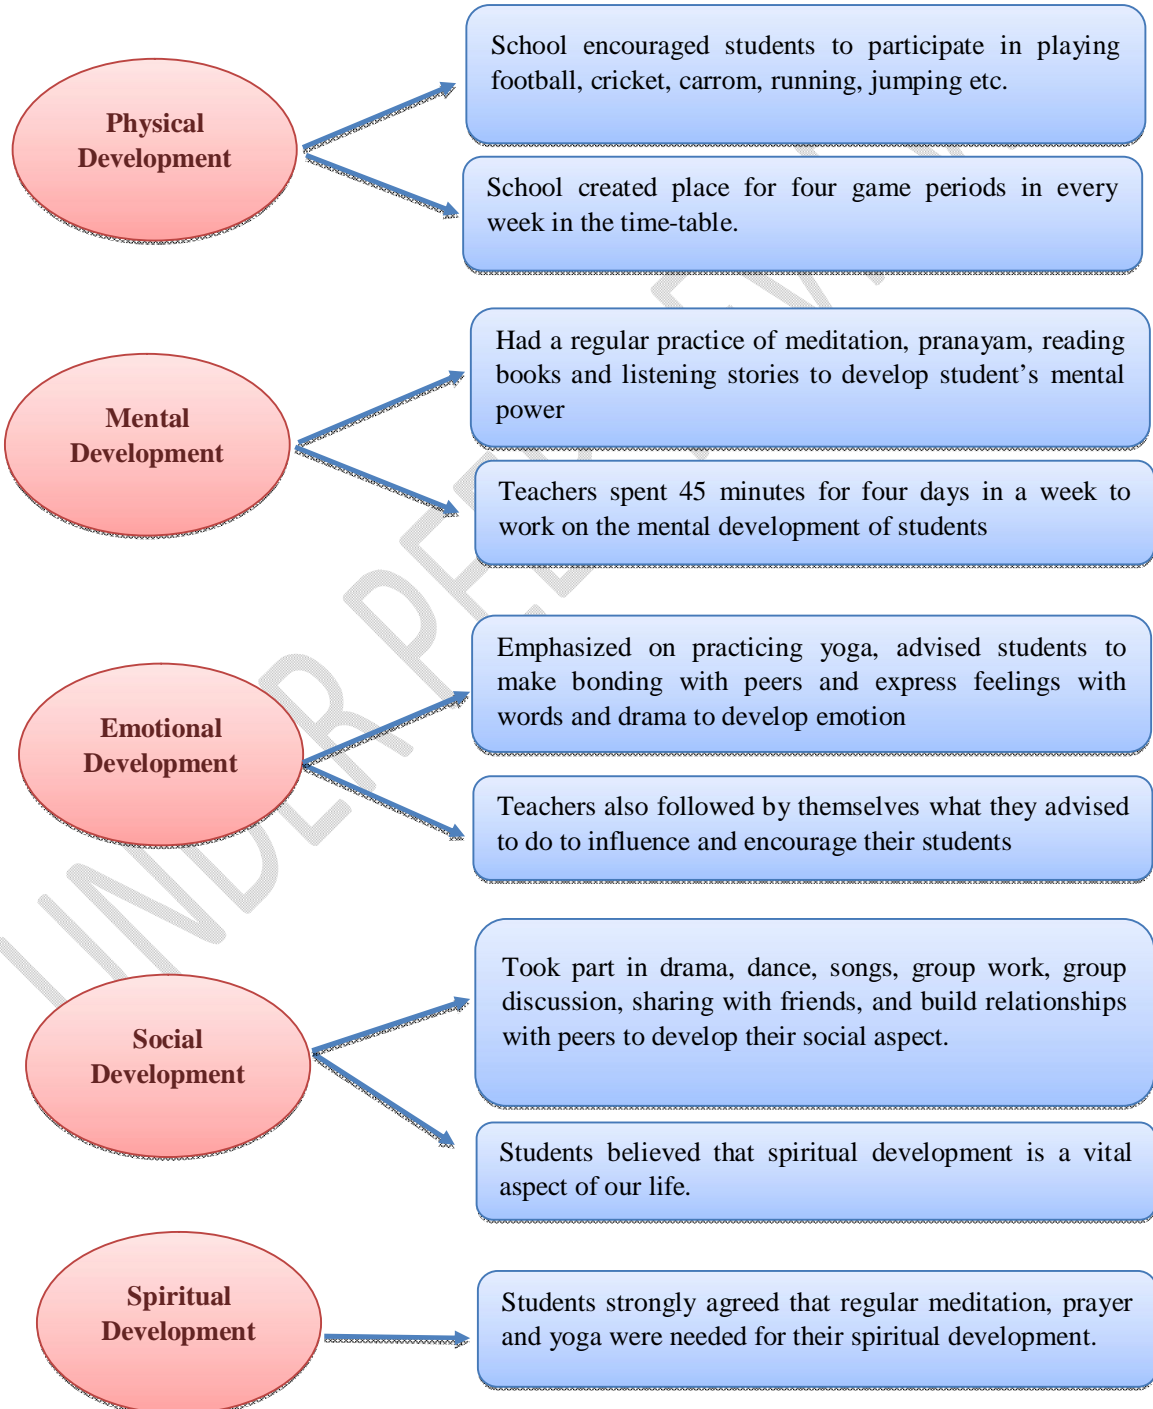 School encouraged students to participate in playing
football, cricket, carrom, running, jumping etc.
Physical
Development
School created place for four game periods in every
week in the time-table.
Had a regular practice of meditation, pranayam, reading
books and listening stories to develop student’s mental
power
Mental
Development
Teachers spent 45 minutes for four days in a week to
work on the mental development of students
Emphasized on practicing yoga, advised students to
make bonding with peers and express feelings with
words and drama to develop emotion
Emotional
Development
Teachers also followed by themselves what they advised
to do to influence and encourage their students
Took part in drama, dance, songs, group work, group
discussion, sharing with friends, and build relationships
with peers to develop their social aspect.
Social
Development
Students believed that spiritual development is a vital
aspect of our life.
Spiritual
Development
Students strongly agreed that regular meditation, prayer
and yoga were needed for their spiritual development.
UNDER